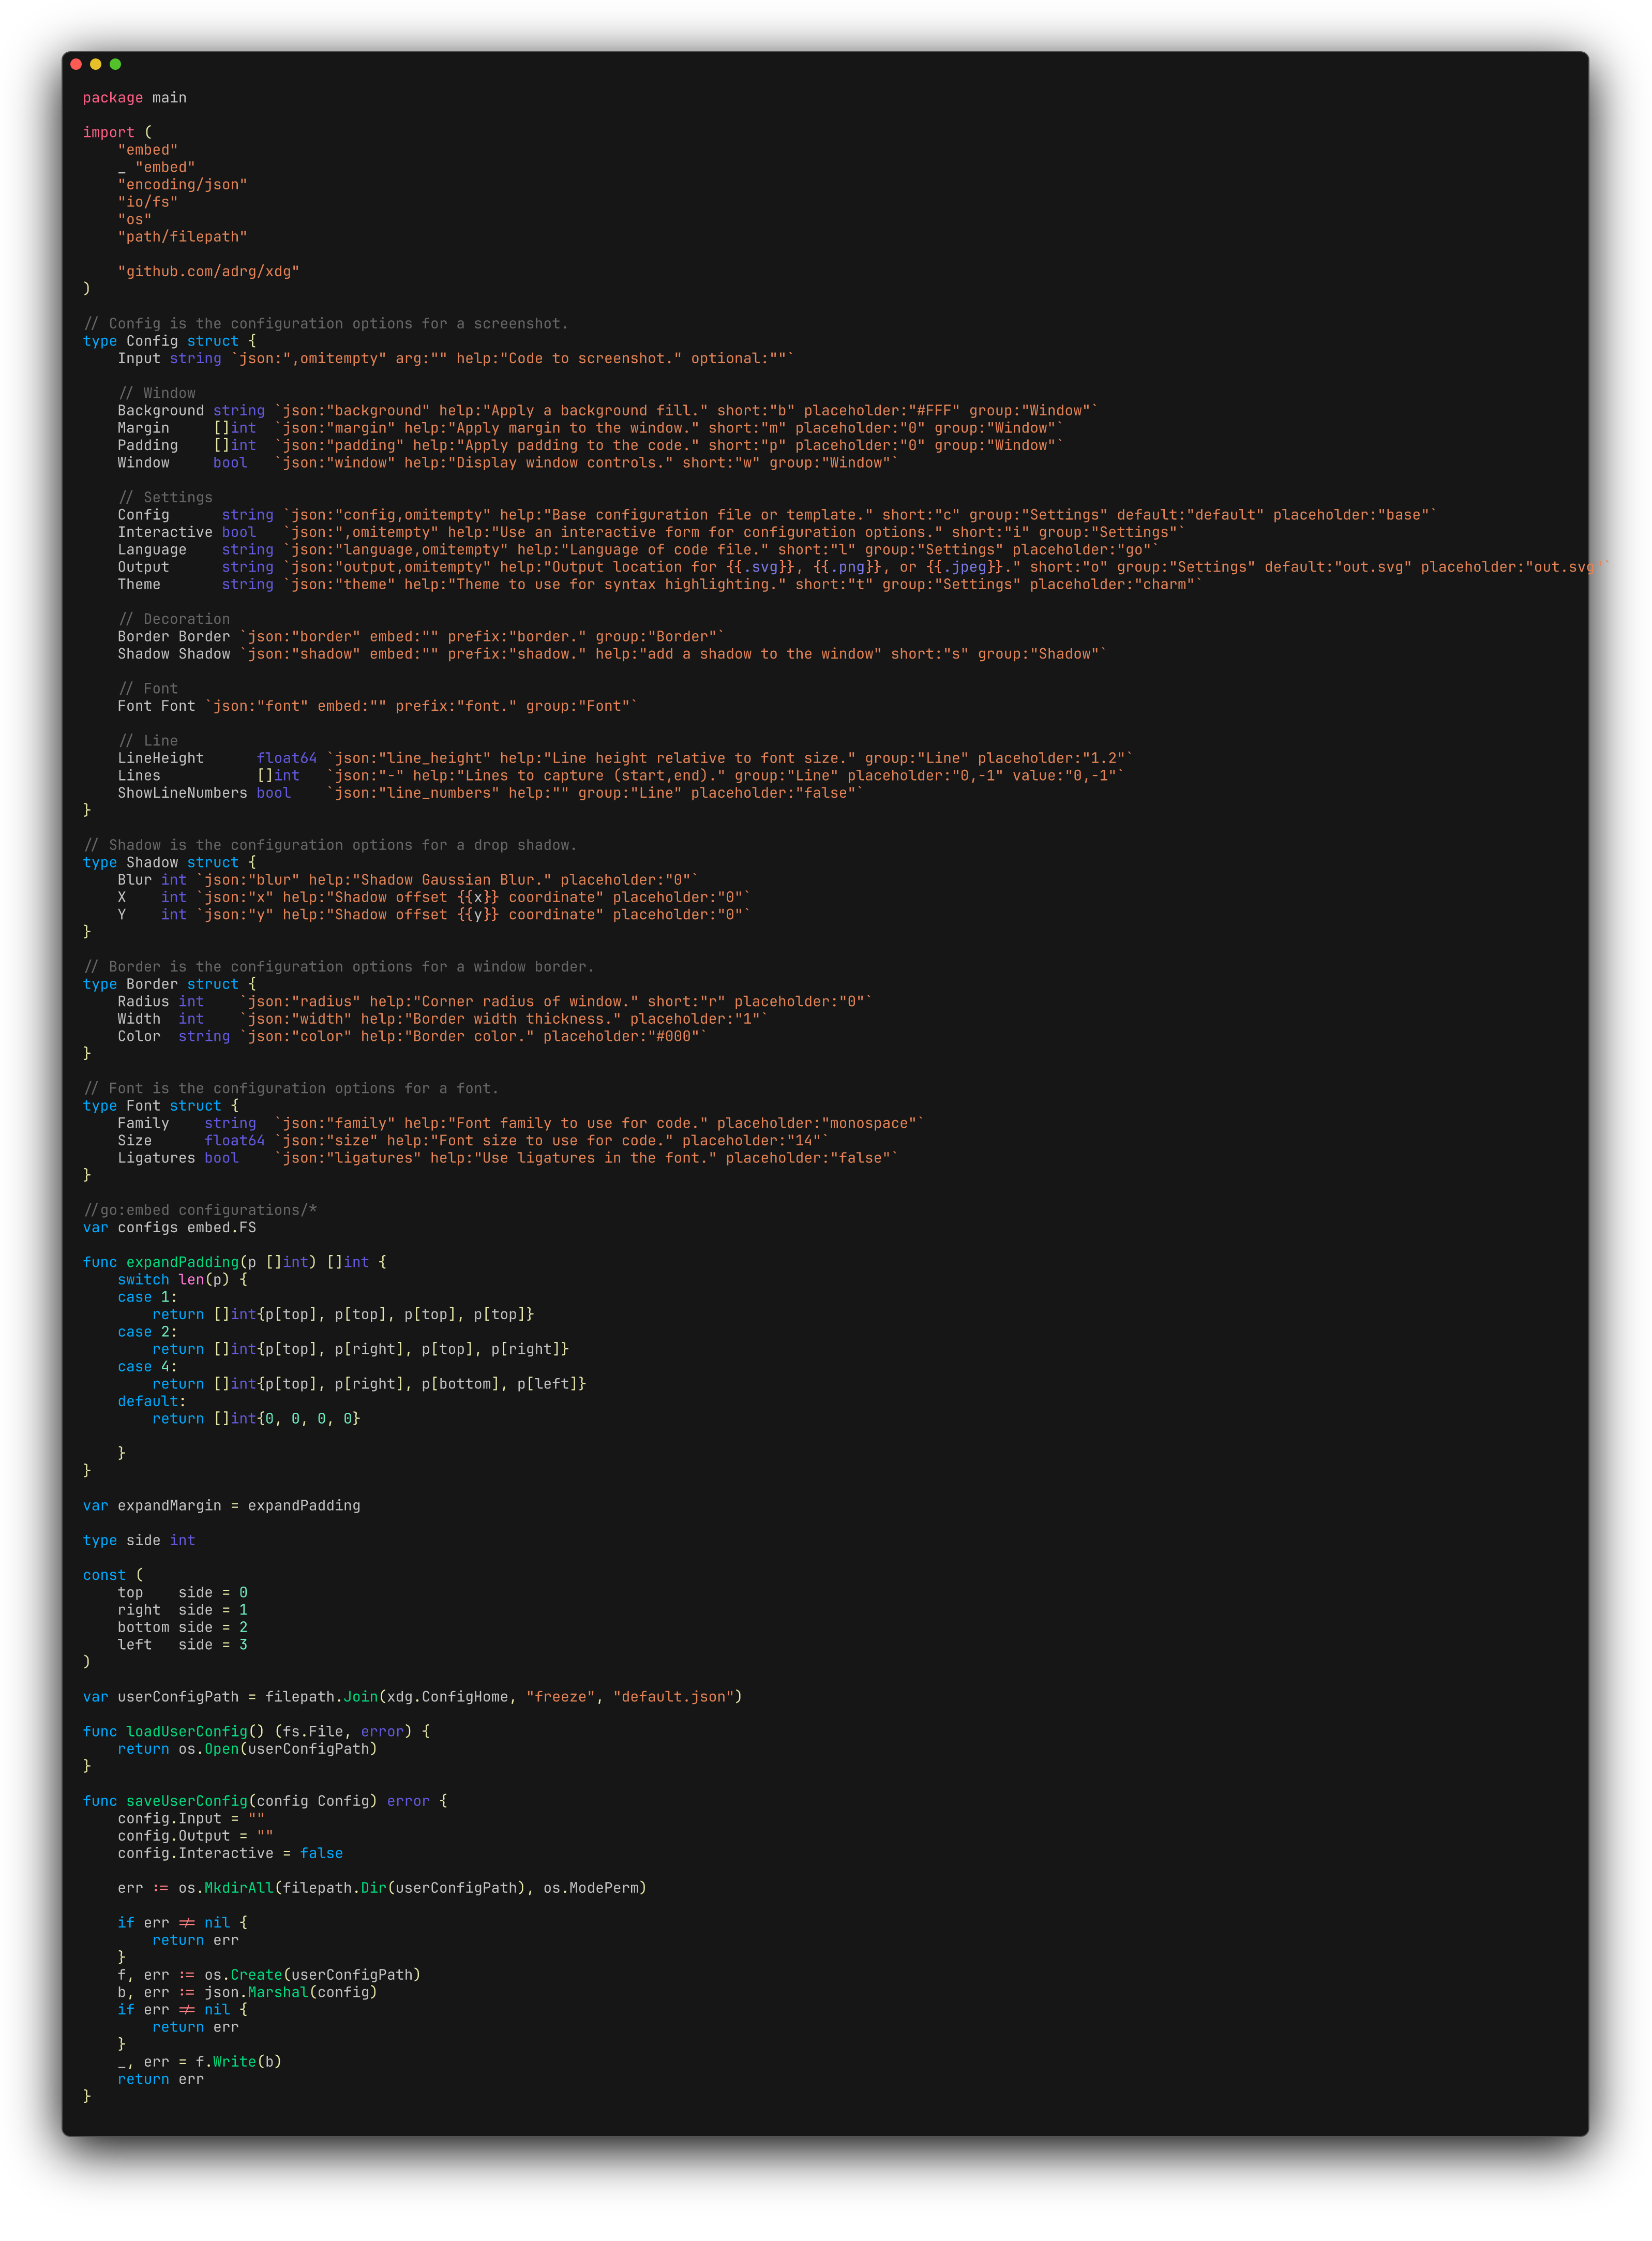 package main

import (
    "embed"
    _ "embed"
    "encoding/json"
    "io/fs"
    "os"
    "path/filepath"

    "github.com/adrg/xdg"
)

// Config is the configuration options for a screenshot.
type Config struct {
    Input string `json:",omitempty" arg:"" help:"Code to screenshot." optional:""`

    // Window
    Background string `json:"background" help:"Apply a background fill." short:"b" placeholder:"#FFF" group:"Window"`
    Margin     []int  `json:"margin" help:"Apply margin to the window." short:"m" placeholder:"0" group:"Window"`
    Padding    []int  `json:"padding" help:"Apply padding to the code." short:"p" placeholder:"0" group:"Window"`
    Window     bool   `json:"window" help:"Display window controls." short:"w" group:"Window"`

    // Settings
    Config      string `json:"config,omitempty" help:"Base configuration file or template." short:"c" group:"Settings" default:"default" placeholder:"base"`
    Interactive bool   `json:",omitempty" help:"Use an interactive form for configuration options." short:"i" group:"Settings"`
    Language    string `json:"language,omitempty" help:"Language of code file." short:"l" group:"Settings" placeholder:"go"`
    Output      string `json:"output,omitempty" help:"Output location for {{.svg}}, {{.png}}, or {{.jpeg}}." short:"o" group:"Settings" default:"out.svg" placeholder:"out.svg"`
    Theme       string `json:"theme" help:"Theme to use for syntax highlighting." short:"t" group:"Settings" placeholder:"charm"`

    // Decoration
    Border Border `json:"border" embed:"" prefix:"border." group:"Border"`
    Shadow Shadow `json:"shadow" embed:"" prefix:"shadow." help:"add a shadow to the window" short:"s" group:"Shadow"`

    // Font
    Font Font `json:"font" embed:"" prefix:"font." group:"Font"`

    // Line
    LineHeight      float64 `json:"line_height" help:"Line height relative to font size." group:"Line" placeholder:"1.2"`
    Lines           []int   `json:"-" help:"Lines to capture (start,end)." group:"Line" placeholder:"0,-1" value:"0,-1"`
    ShowLineNumbers bool    `json:"line_numbers" help:"" group:"Line" placeholder:"false"`
}

// Shadow is the configuration options for a drop shadow.
type Shadow struct {
    Blur int `json:"blur" help:"Shadow Gaussian Blur." placeholder:"0"`
    X    int `json:"x" help:"Shadow offset {{x}} coordinate" placeholder:"0"`
    Y    int `json:"y" help:"Shadow offset {{y}} coordinate" placeholder:"0"`
}

// Border is the configuration options for a window border.
type Border struct {
    Radius int    `json:"radius" help:"Corner radius of window." short:"r" placeholder:"0"`
    Width  int    `json:"width" help:"Border width thickness." placeholder:"1"`
    Color  string `json:"color" help:"Border color." placeholder:"#000"`
}

// Font is the configuration options for a font.
type Font struct {
    Family    string  `json:"family" help:"Font family to use for code." placeholder:"monospace"`
    Size      float64 `json:"size" help:"Font size to use for code." placeholder:"14"`
    Ligatures bool    `json:"ligatures" help:"Use ligatures in the font." placeholder:"false"`
}

//go:embed configurations/*
var configs embed.FS

func expandPadding(p []int) []int {
    switch len(p) {
    case 1:
        return []int{p[top], p[top], p[top], p[top]}
    case 2:
        return []int{p[top], p[right], p[top], p[right]}
    case 4:
        return []int{p[top], p[right], p[bottom], p[left]}
    default:
        return []int{0, 0, 0, 0}

    }
}

var expandMargin = expandPadding

type side int

const (
    top    side = 0
    right  side = 1
    bottom side = 2
    left   side = 3
)

var userConfigPath = filepath.Join(xdg.ConfigHome, "freeze", "default.json")

func loadUserConfig() (fs.File, error) {
    return os.Open(userConfigPath)
}

func saveUserConfig(config Config) error {
    config.Input = ""
    config.Output = ""
    config.Interactive = false

    err := os.MkdirAll(filepath.Dir(userConfigPath), os.ModePerm)

    if err != nil {
        return err
    }
    f, err := os.Create(userConfigPath)
    b, err := json.Marshal(config)
    if err != nil {
        return err
    }
    _, err = f.Write(b)
    return err
}